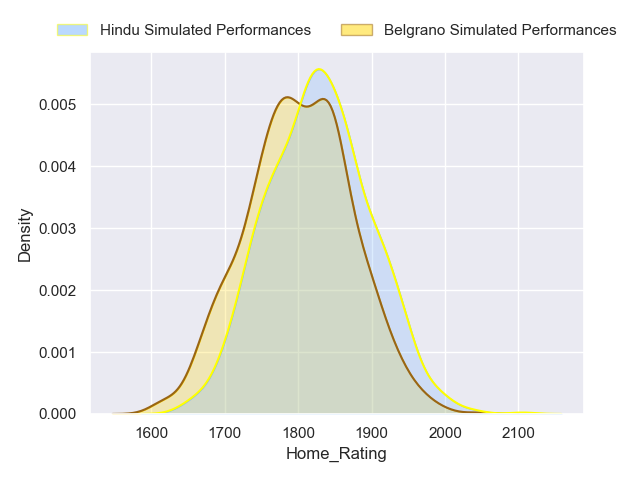 Hindu Simulated Performances Belgrano Simulated Performances
0.005
0.004
0.003
0.002
0.001
0.000
Density
1600 1700 1800 1900 2000 2100
Home_Rating